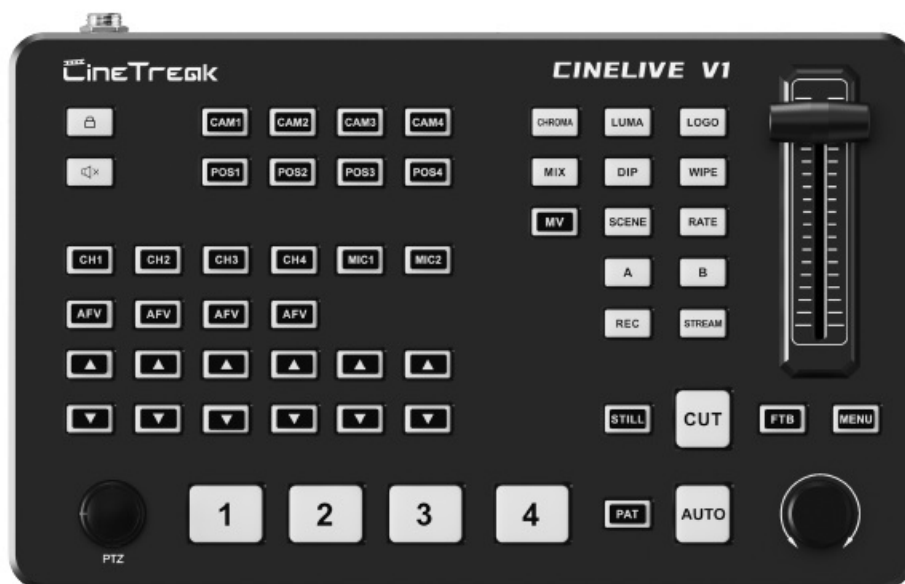 CineTreak
CINELIVE V1
CAM1 CAM2 CAM3 CAM4
CHROMA LUMA LOGO
POS1 POS2 POS3 POS4
MIX DIP WIPE
MV SCENE RATE
CH1 CH2 CH3 CH4 MIC1 MIC2
A B
AFV AFV AFV AFV
REC STREAM
STILL CUT FTB MENU
1 2 3 4
PAT AUTO
PTZ